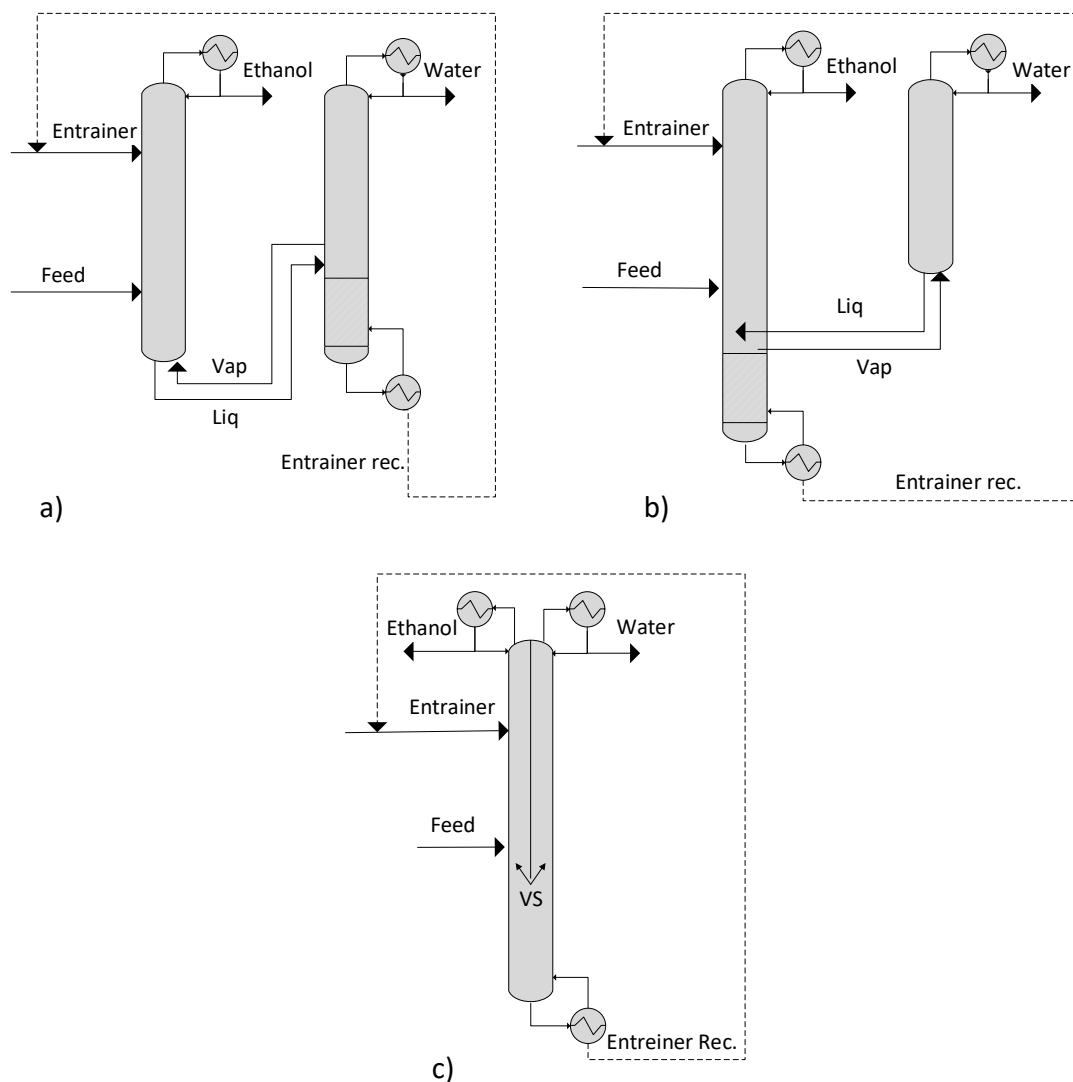 Ethanol
Water
Entrainer
Feed
Vap
Liq
Entrainer rec.
a)
Ethanol
Water
Entrainer
Feed
Liq
Vap
Entrainer rec.
b)
Ethanol
Water
Entrainer
Feed
VS
Entreiner Rec.
c)